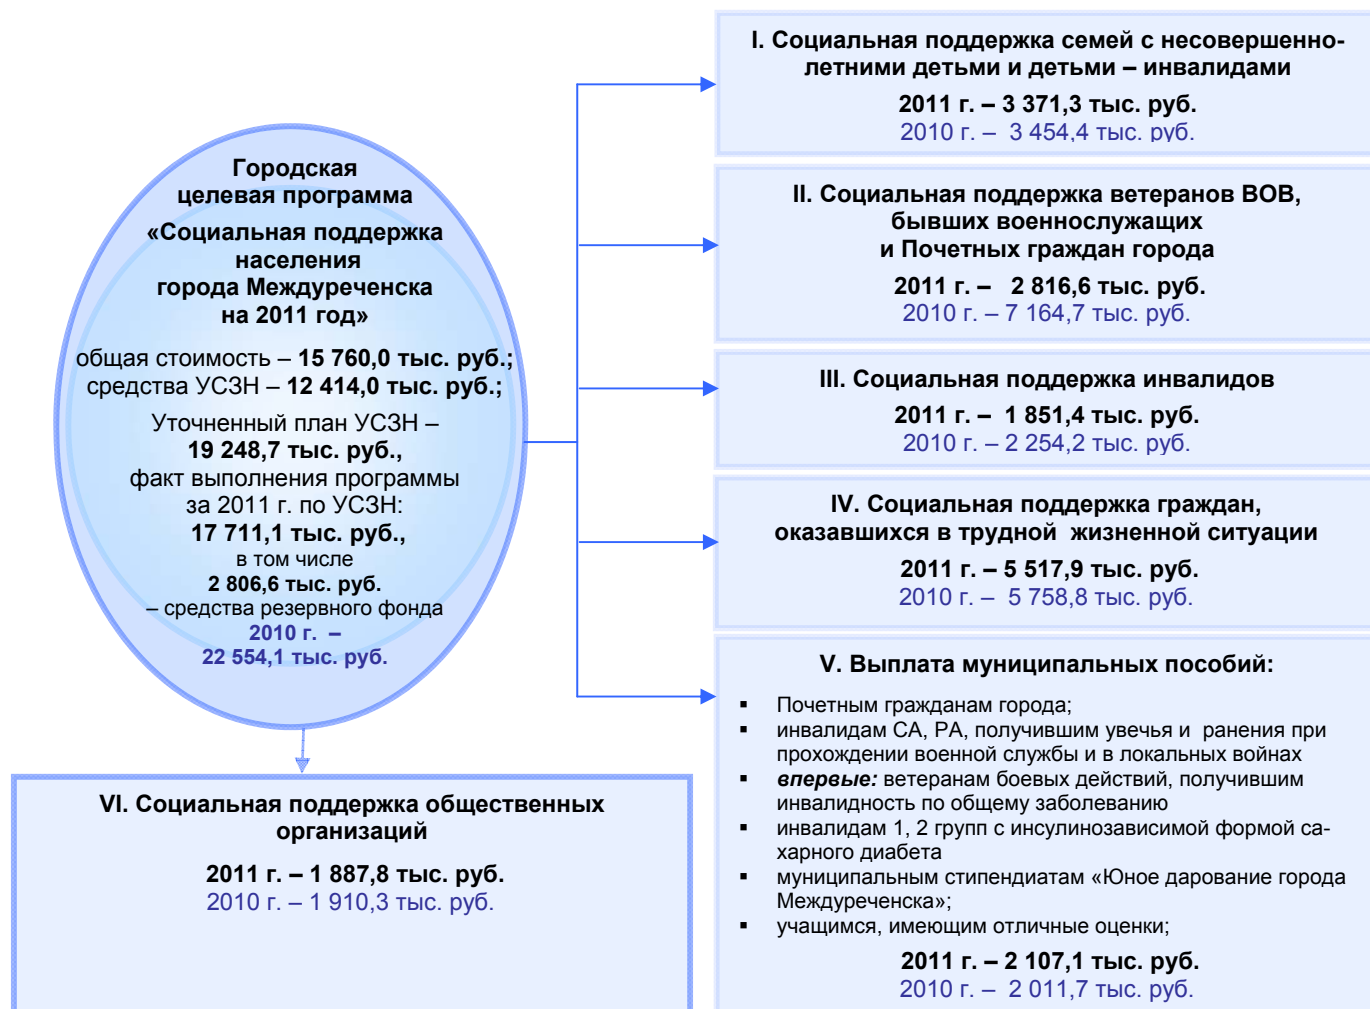 Городская
целевая программа
«Социальная поддержка
населения
города Междуреченска
на 2011 год»
общая стоимость – 15 760,0 тыс. руб.;
средства УСЗН – 12 414,0 тыс. руб.;
Уточненный план УСЗН –
19 248,7 тыс. руб.,
факт выполнения программы
за 2011 г. по УСЗН:
17 711,1 тыс. руб.,
в том числе
2 806,6 тыс. руб.
– средства резервного фонда
2010 г. –
22 554,1 тыс. руб.
I. Социальная поддержка семей с несовершенно-
летними детьми и детьми – инвалидами
2011 г. – 3 371,3 тыс. руб.
2010 г. – 3 454,4 тыс. руб.
II. Социальная поддержка ветеранов ВОВ,
бывших военнослужащих
и Почетных граждан города
2011 г. – 2 816,6 тыс. руб.
2010 г. – 7 164,7 тыс. руб.
III. Социальная поддержка инвалидов
2011 г. – 1 851,4 тыс. руб.
2010 г. – 2 254,2 тыс. руб.
IV. Социальная поддержка граждан,
оказавшихся в трудной жизненной ситуации
2011 г. – 5 517,9 тыс. руб.
2010 г. – 5 758,8 тыс. руб.
V. Выплата муниципальных пособий:
▪ Почетным гражданам города;
▪ инвалидам СА, РА, получившим увечья и ранения при
прохождении военной службы и в локальных войнах
▪ впервые: ветеранам боевых действий, получившим
инвалидность по общему заболеванию
▪ инвалидам 1, 2 групп с инсулинозависимой формой са-
харного диабета
▪ муниципальным стипендиатам «Юное дарование города
Междуреченска»;
▪ учащимся, имеющим отличные оценки;
2011 г. – 2 107,1 тыс. руб.
2010 г. – 2 011,7 тыс. руб.
VI. Социальная поддержка общественных
организаций
2011 г. – 1 887,8 тыс. руб.
2010 г. – 1 910,3 тыс. руб.